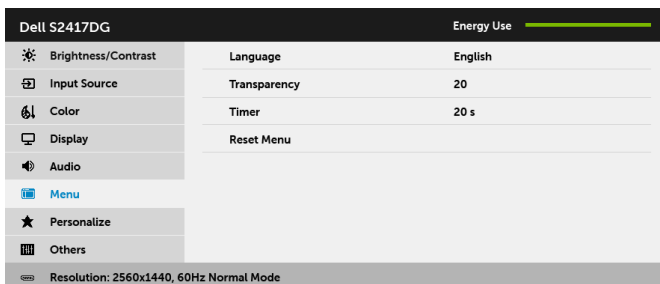 Dell S2417DG Energy Use
Brightness/Contrast Language English
Input Source Transparency 20
Color Timer 20 s
Display Reset Menu
Audio
Menu
Personalize
Others
Resolution: 2560x1440, 60Hz Normal Mode